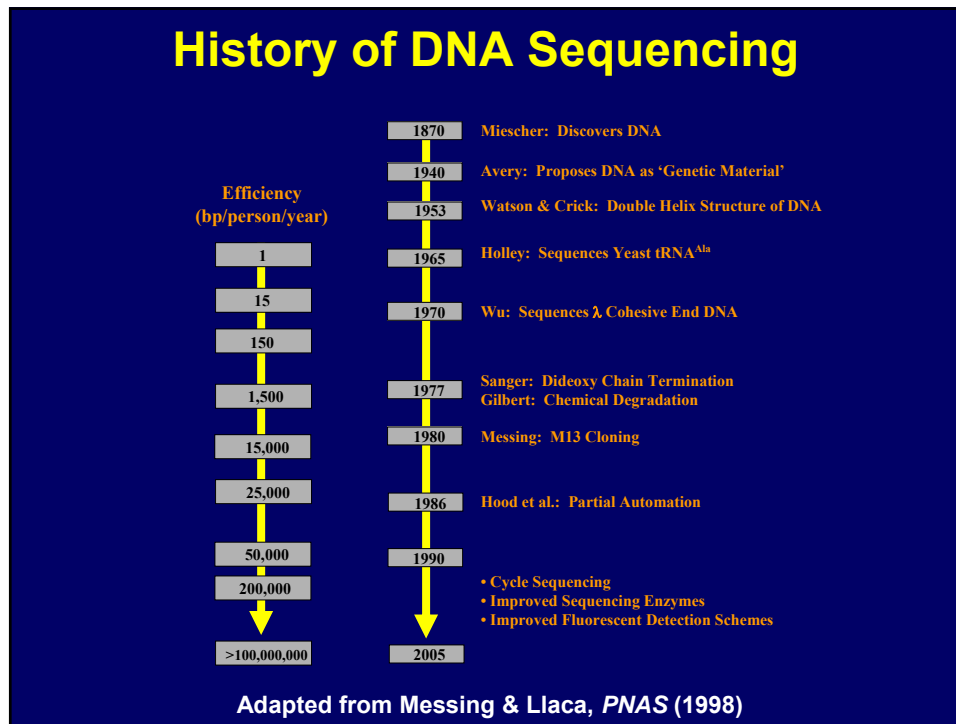 History of DNA Sequencing
Efficiency
(bp/person/year)
1
15
150
1,500
15,000
25,000
50,000
200,000
>100,000,000
1870 Miescher: Discovers DNA
1940 Avery: Proposes DNA as ‘Genetic Material’
1953 Watson & Crick: Double Helix Structure of DNA
1965 Holley: Sequences Yeast tRNAAla
1970 Wu: Sequences λ Cohesive End DNA
1977 Sanger: Dideoxy Chain Termination
Gilbert: Chemical Degradation
1980 Messing: M13 Cloning
1986 Hood et al.: Partial Automation
1990
• Cycle Sequencing
• Improved Sequencing Enzymes
• Improved Fluorescent Detection Schemes
2005
Adapted from Messing & Llaca, PNAS (1998)